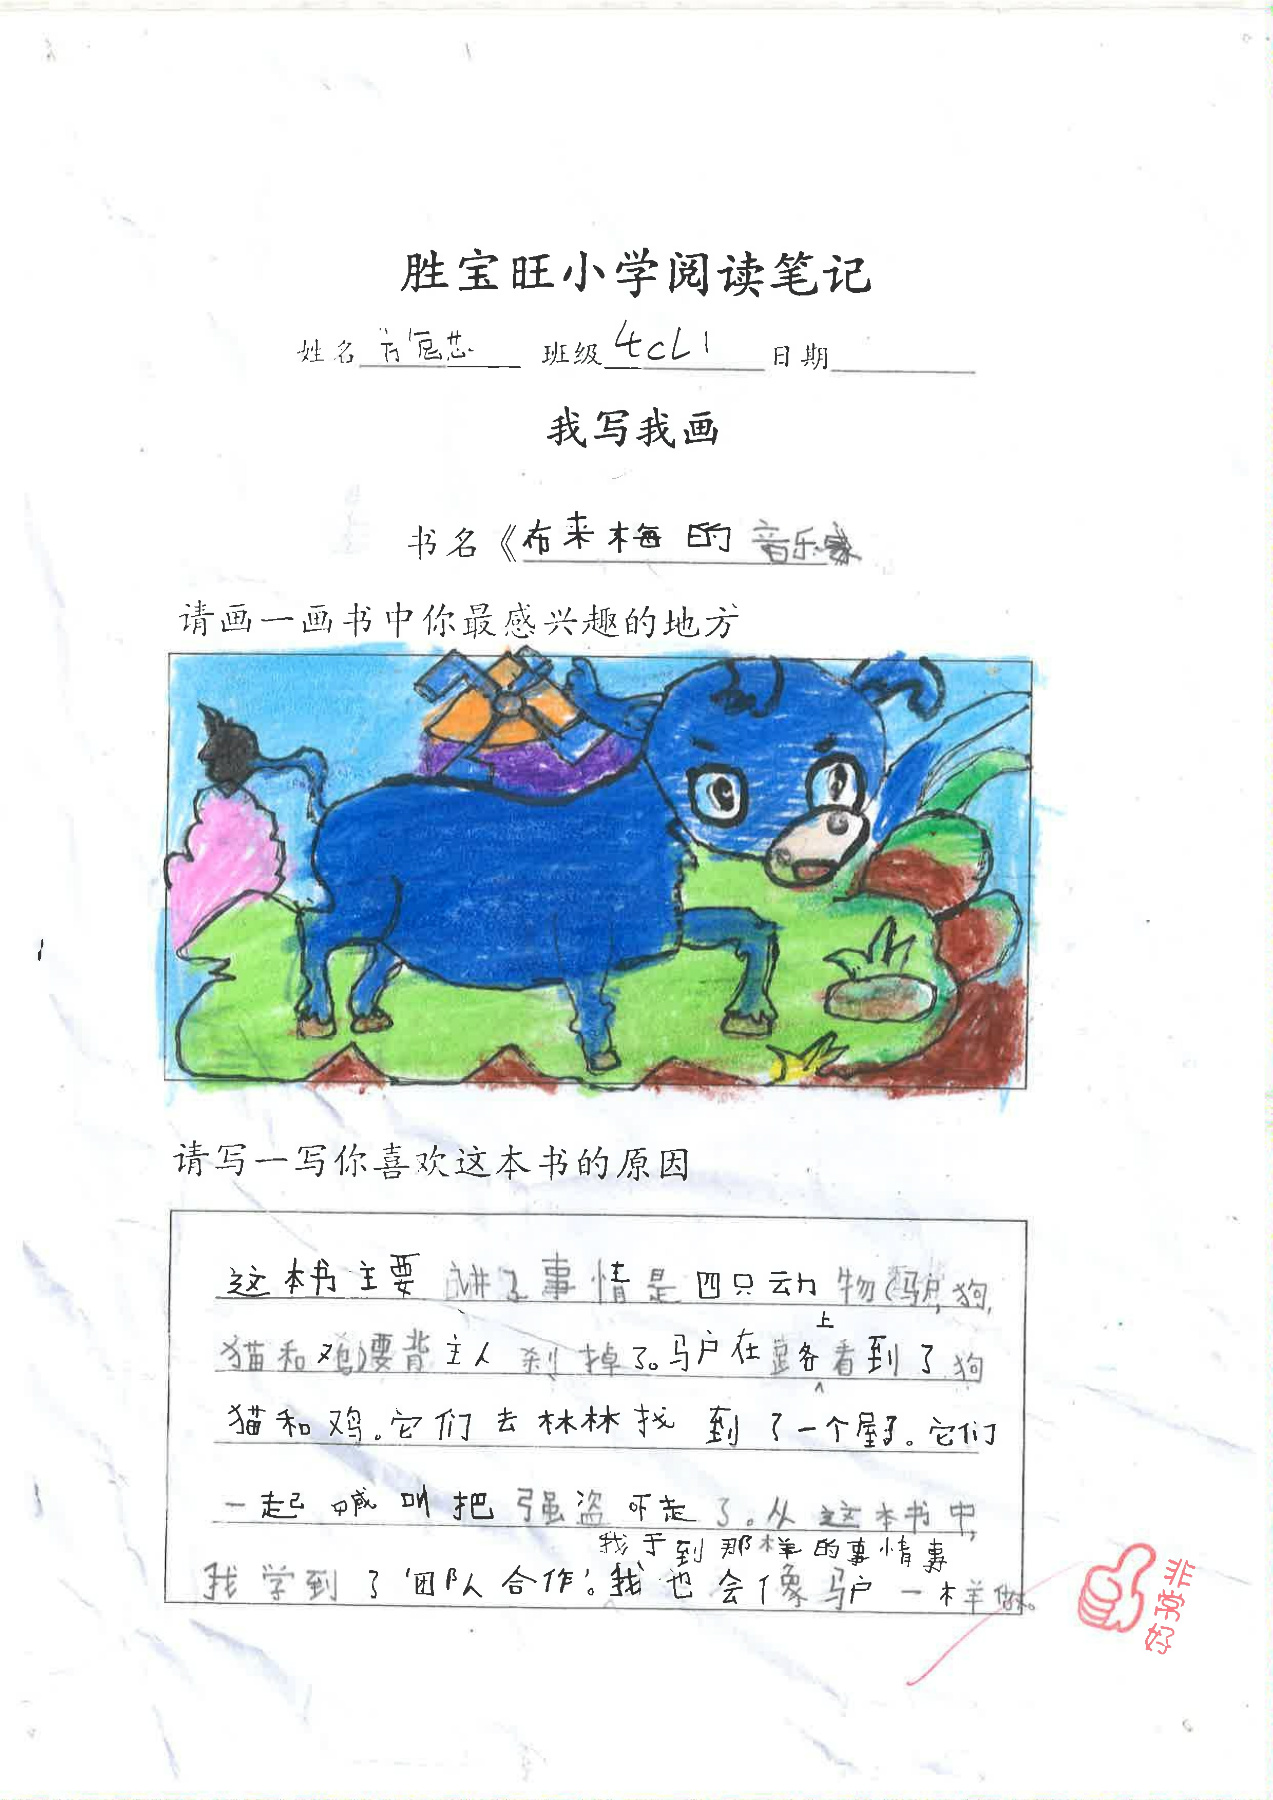 胜宝旺小学阅读笔记
姓名 班级 4CL1 日期
我写我画
书名《布来梅的音乐家
请画一画书中你最感兴趣的地方
请写一写你喜欢这本书的原因
这本书主要讲了事情是四只动物(马户,狗,
猫和鸡)要背主人刹掉了。马户在路上看到了狗
猫和鸡。它们去林林找到了一个屋子。它们
一起喊叫把强盗吓走了。从这本书中,
我于到那样的事情事
我学到了'团队合作'。我也会像马户一样做。
非常好